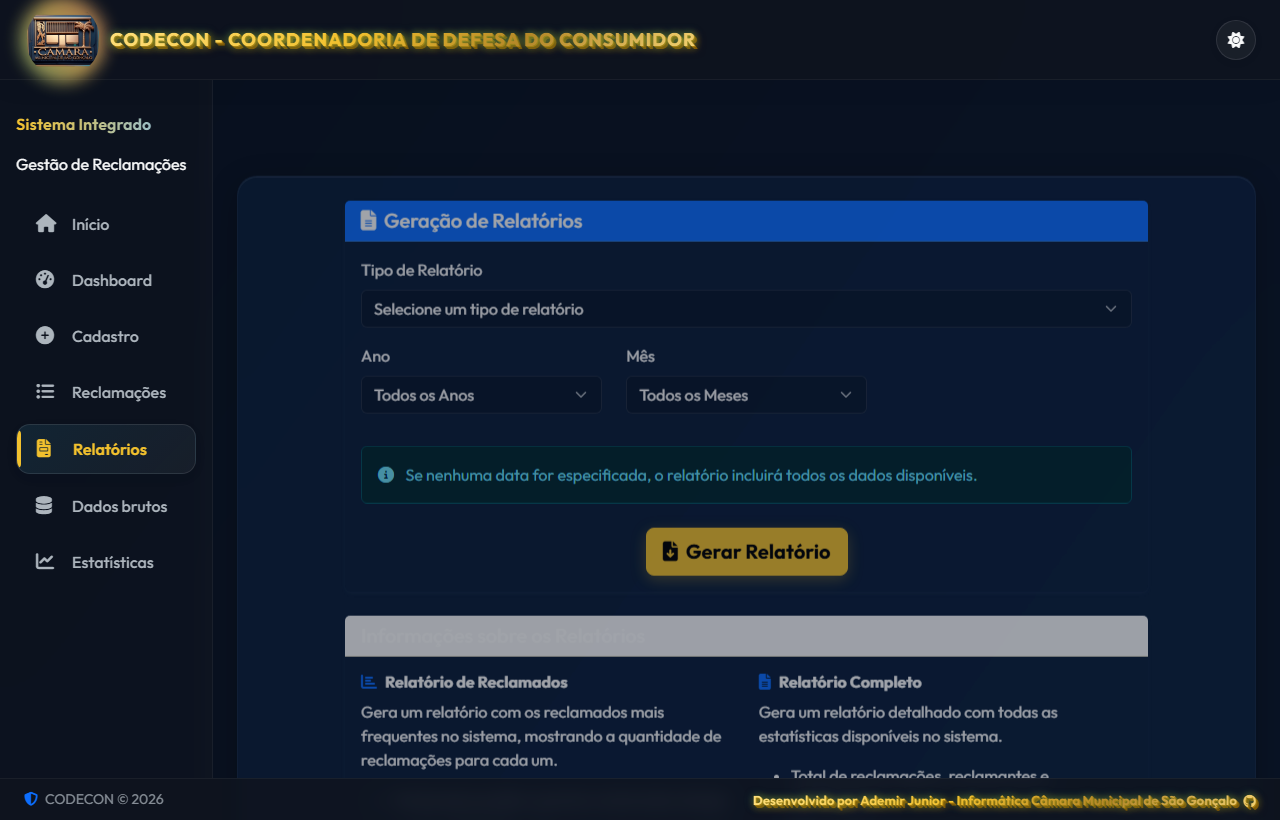 CAMARA
CODECON - COORDENADORIA DE DEFESA DO CONSUMIDOR
Sistema Integrado
Gestão de Reclamações
Início
Dashboard
Cadastro
Reclamações
Relatórios
Dados brutos
Estatísticas
Geração de Relatórios
Tipo de Relatório
Selecione um tipo de relatório
Ano
Mês
Todos os Anos
Todos os Meses
Se nenhuma data for especificada, o relatório incluirá todos os dados disponíveis.
Gerar Relatório
Informações sobre os Relatórios
Relatório de Reclamados
Gera um relatório com os reclamados mais
frequentes no sistema, mostrando a quantidade de
reclamações para cada um.
Relatório Completo
Gera um relatório detalhado com todas as
estatísticas disponíveis no sistema.
Total de reclamações, reclamantes e
CODECON © 2026
Desenvolvido por Ademir Junior - Informática Câmara Municipal de São Gonçalo